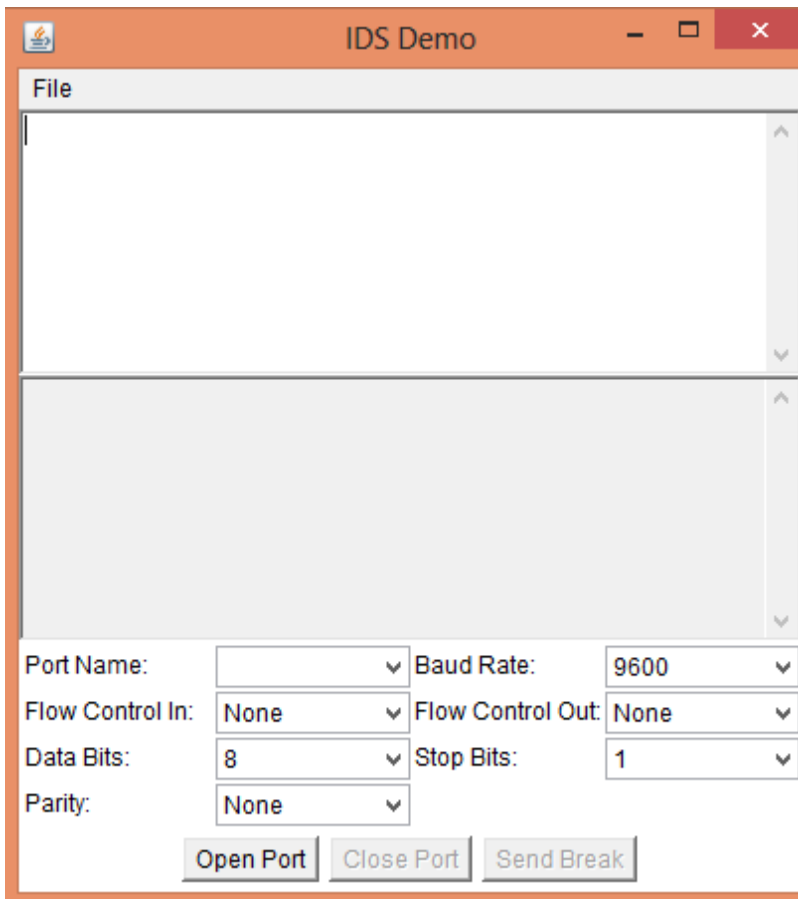 IDS Demo
File
Port Name: Baud Rate: 9600
Flow Control In: None Flow Control Out: None
Data Bits: 8 Stop Bits: 1
Parity: None
Open Port Close Port Send Break